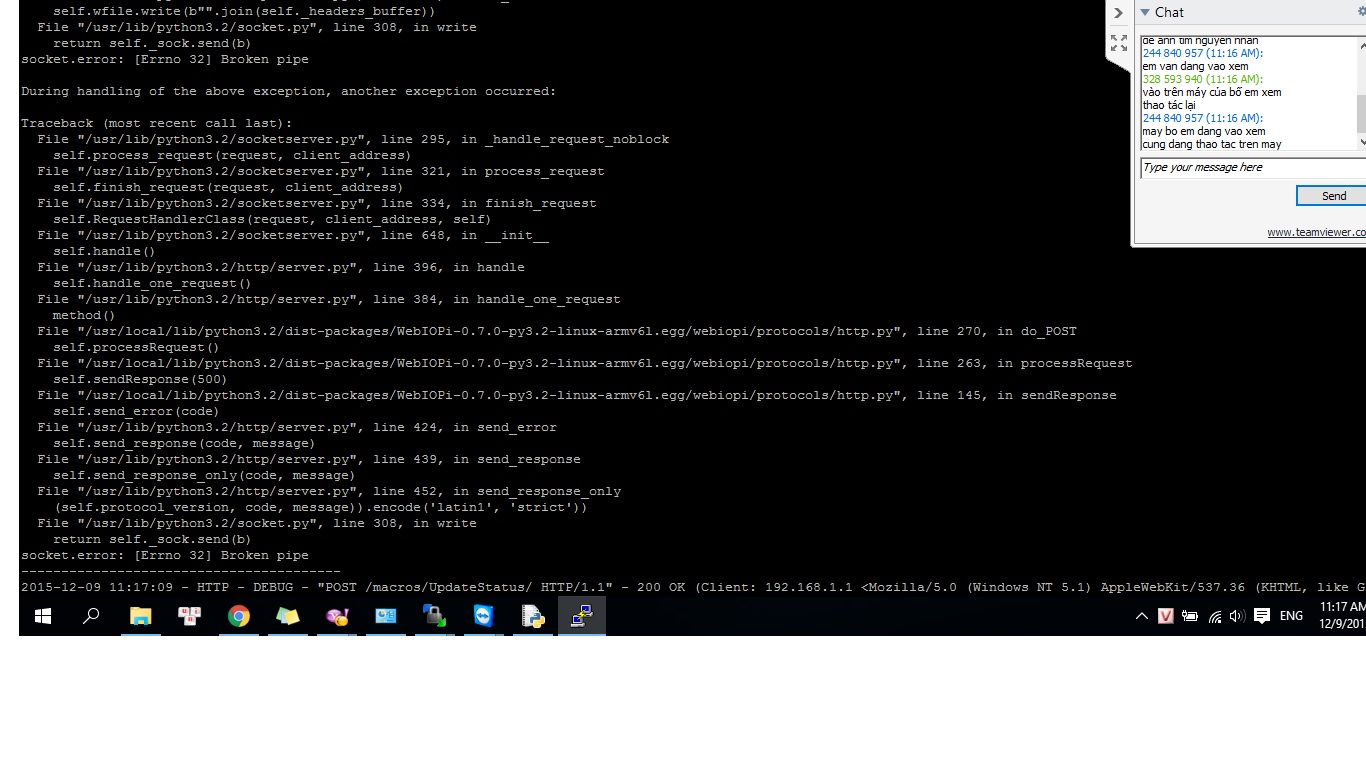 self.wfile.write(b"".join(self._headers_buffer))
File "/usr/lib/python3.2/socket.py", line 308, in write
return self._sock.send(b)
socket.error: [Errno 32] Broken pipe
During handling of the above exception, another exception occurred:
Traceback (most recent call last):
File "/usr/lib/python3.2/socketserver.py", line 295, in _handle_request_noblock
self.process_request(request, client_address)
File "/usr/lib/python3.2/socketserver.py", line 321, in process_request
self.finish_request(request, client_address)
File "/usr/lib/python3.2/socketserver.py", line 334, in finish_request
self.RequestHandlerClass(request, client_address, self)
File "/usr/lib/python3.2/socketserver.py", line 648, in __init__
self.handle()
File "/usr/lib/python3.2/http/server.py", line 396, in handle
self.handle_one_request()
File "/usr/lib/python3.2/http/server.py", line 384, in handle_one_request
method()
File "/usr/local/lib/python3.2/dist-packages/WebIOPi-0.7.0-py3.2-linux-armv6l.egg/webiopi/protocols/http.py", line 270, in do_POST
self.processRequest()
File "/usr/local/lib/python3.2/dist-packages/WebIOPi-0.7.0-py3.2-linux-armv6l.egg/webiopi/protocols/http.py", line 263, in processRequest
self.sendResponse(500)
File "/usr/local/lib/python3.2/dist-packages/WebIOPi-0.7.0-py3.2-linux-armv6l.egg/webiopi/protocols/http.py", line 145, in sendResponse
self.send_error(code)
File "/usr/lib/python3.2/http/server.py", line 424, in send_error
self.send_response(code, message)
File "/usr/lib/python3.2/http/server.py", line 439, in send_response
self.send_response_only(code, message)
File "/usr/lib/python3.2/http/server.py", line 452, in send_response_only
(self.protocol_version, code, message)).encode('latin1', 'strict'))
File "/usr/lib/python3.2/socket.py", line 308, in write
return self._sock.send(b)
socket.error: [Errno 32] Broken pipe
----------------------------------------
2015-12-09 11:17:09 - HTTP - DEBUG - "POST /macros/UpdateStatus/ HTTP/1.1" - 200 OK (Client: 192.168.1.1 <Mozilla/5.0 (Windows NT 5.1) AppleWebKit/537.36 (KHTML, like G
Chat
de anh tim nguyen nhan
244 840 957 (11:16 AM):
em van dang vao xem
328 593 940 (11:16 AM):
vào trên máy của bố em xem
thao tác lại
244 840 957 (11:16 AM):
may bo em dang vao xem
cung dang thao tac tren may
Type your message here
Send
www.teamviewer.co
V
ENG
11:17 AM
12/9/201